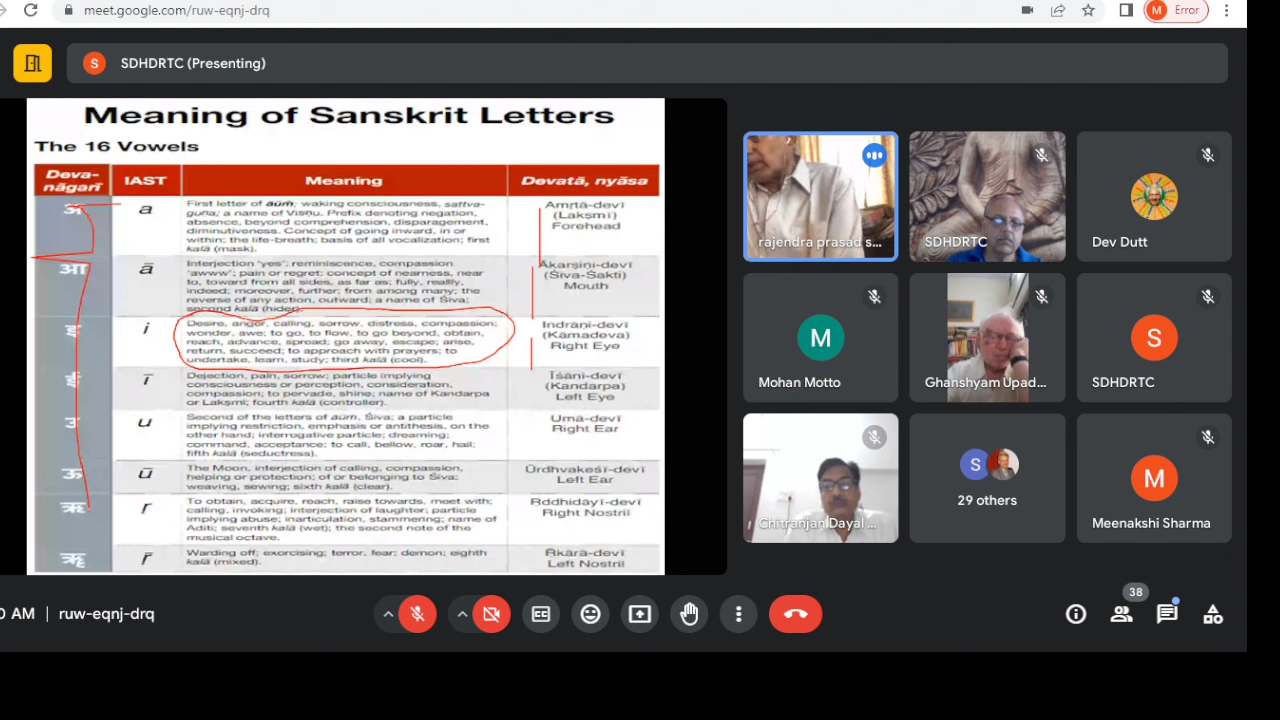 meet.google.com/ruw-eqnj-drq
M Error
S SDHDRTC (Presenting)
Meaning of Sanskrit Letters
The 16 Vowels
Deva-
nāgarī
IAST
Meaning
Devatā, nyāsa
अ
a
First letter of aūṃ; waking consciousness, sattva-
guṇa; a name of Viṣṇu. Prefix denoting negation,
absence, beyond comprehension, disparagement,
diminutiveness. Concept of going inward, in or
within; the life-breath; basis of all vocalization; first
kalā (mask).
Amṛtā-devī
(Lakṣmī)
Forehead
आ
ā
Interjection 'yes'; reminiscence, compassion
'awww'; pain or regret; concept of nearness, near
to, toward from all sides, as far as; fully, really,
indeed; moreover, further; from among many; the
reverse of any action, outward; a name of Śiva;
second kalā (hider).
Ākarṣiṇi-devī
(Śiva-Śakti)
Mouth
इ
i
Desire, anger, calling, sorrow, distress, compassion;
wonder, awe; to go, to flow, to go beyond, obtain,
reach, advance, spread; go away, escape; arise,
return, succeed; to approach with prayers; to
undertake, learn, study; third kalā (cool).
Indrāṇi-devī
(Kāmadeva)
Right Eye
ई
ī
Dejection, pain, sorrow; particle implying
consciousness or perception, consideration,
compassion; to pervade, shine; name of Kandarpa
or Lakṣmī; fourth kalā (controller).
Īśāni-devī
(Kandarpa)
Left Eye
उ
u
Second of the letters of aūṃ, Śiva; a particle
implying restriction, emphasis or antithesis, on the
other hand; interrogative particle; dreaming;
command, acceptance; to call, bellow, roar, hail;
fifth kalā (seductress).
Umā-devī
Right Ear
ऊ
ū
The Moon, interjection of calling, compassion,
helping or protection; of or belonging to Śiva;
weaving, sewing; sixth kalā (clear).
Ūrdhvakeśi-devī
Left Ear
ऋ
ṛ
To obtain, acquire, reach, raise towards, meet with;
calling, invoking; interjection of laughter; particle
implying abuse; inarticulation, stammering; name of
Aditi; seventh kalā (wet); the second note of the
musical octave.
Ṛddhidāyī-devī
Right Nostril
ॠ
ṝ
Warding off; exorcising; terror, fear; demon; eighth
kalā (mixed).
Ṝkārā-devī
Left Nostril
rajendra prasad s...
SDHDRTC
Dev Dutt
M
Mohan Motto
Ghanshyam Upad...
S
SDHDRTC
Chitranjan Dayal ...
S
29 others
M
Meenakshi Sharma
0 AM | ruw-eqnj-drq
CC
38